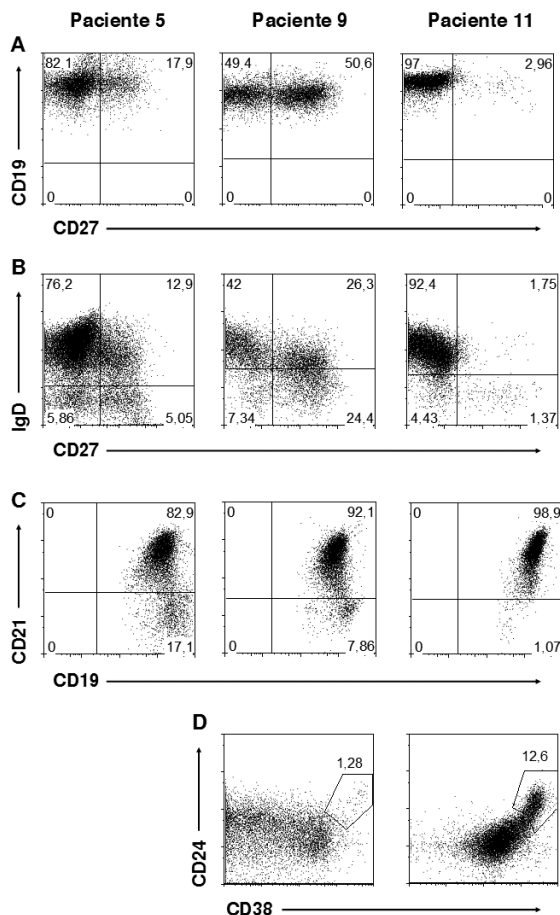 Paciente 5 Paciente 9 Paciente 11
A
82,1 17,9 49,4 50,6 97 2,96
CD19
0 0 0 0 0 0
CD27
B
76,2 12,9 42 26,3 92,4 1,75
IgD
5,86 5,05 7,34 24,4 4,43 1,37
CD27
C
0 82,9 0 92,1 0 98,9
CD21
0 17,1 0 7,86 0 1,07
CD19
D
1,28 12,6
CD24
CD38